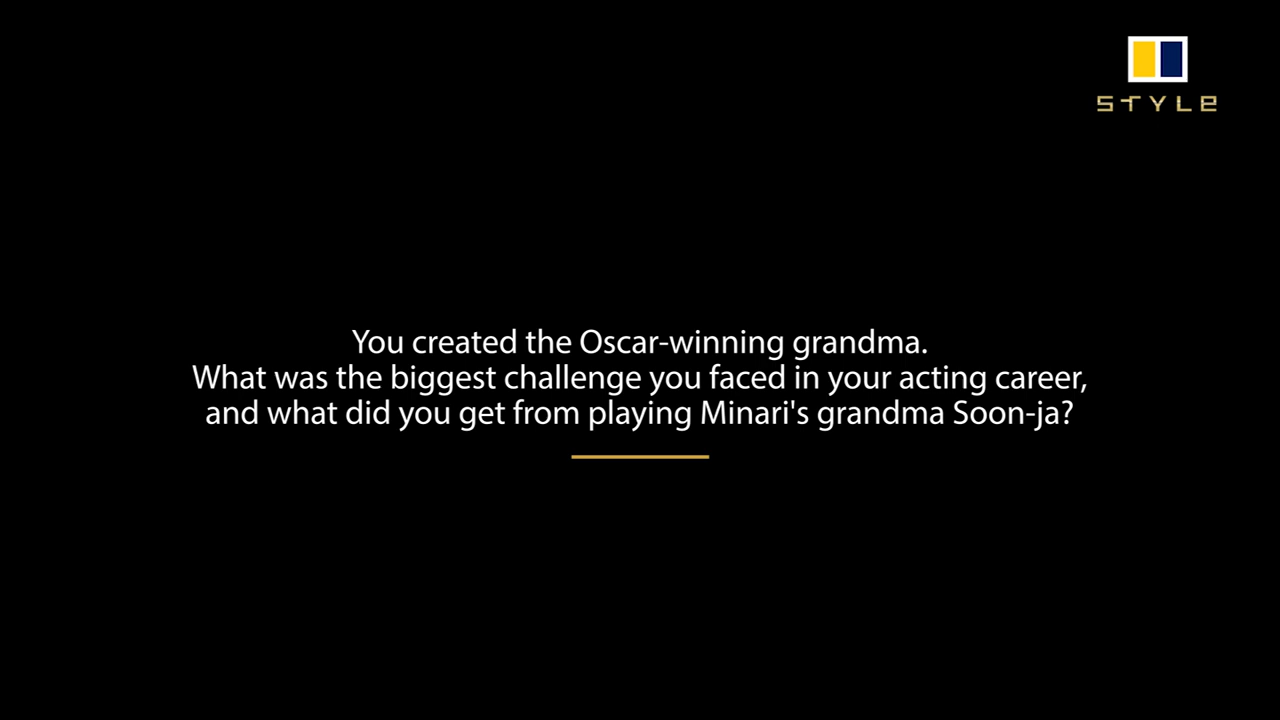 STYLE
You created the Oscar-winning grandma.
What was the biggest challenge you faced in your acting career,
and what did you get from playing Minari's grandma Soon-ja?